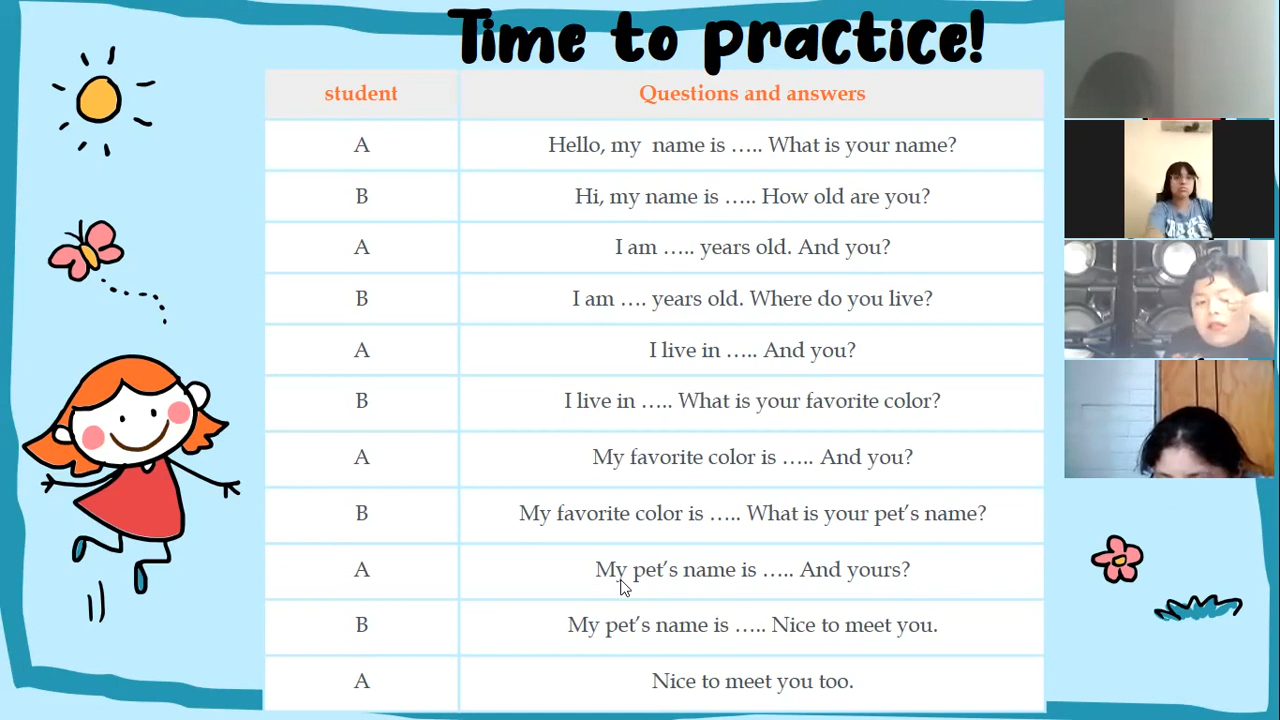 Time to practice!
student Questions and answers
A Hello, my name is ….. What is your name?
B Hi, my name is ….. How old are you?
A I am ….. years old. And you?
B I am …. years old. Where do you live?
A I live in ….. And you?
B I live in ….. What is your favorite color?
A My favorite color is ….. And you?
B My favorite color is ….. What is your pet’s name?
A My pet’s name is ….. And yours?
B My pet’s name is ….. Nice to meet you.
A Nice to meet you too.